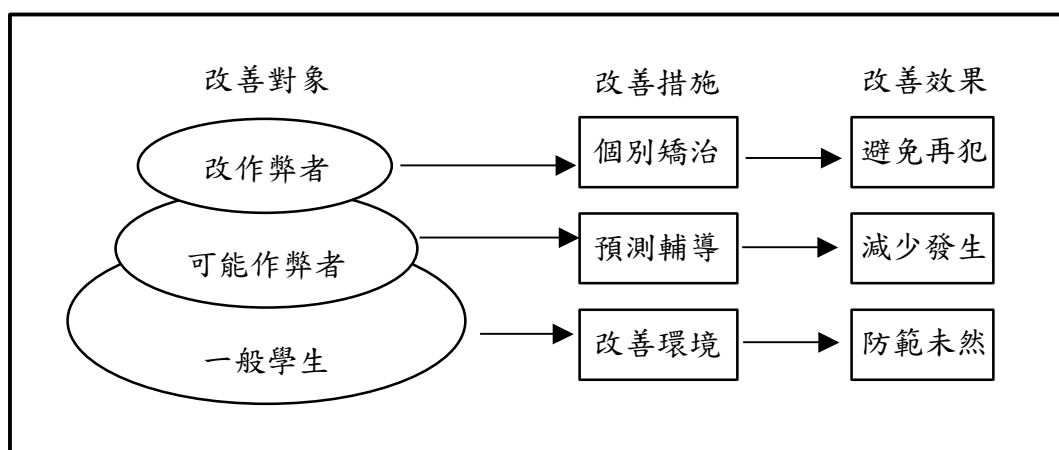 改善對象 改善措施 改善效果
改作弊者 個別矯治 避免再犯
可能作弊者 預測輔導 減少發生
一般學生 改善環境 防範未然